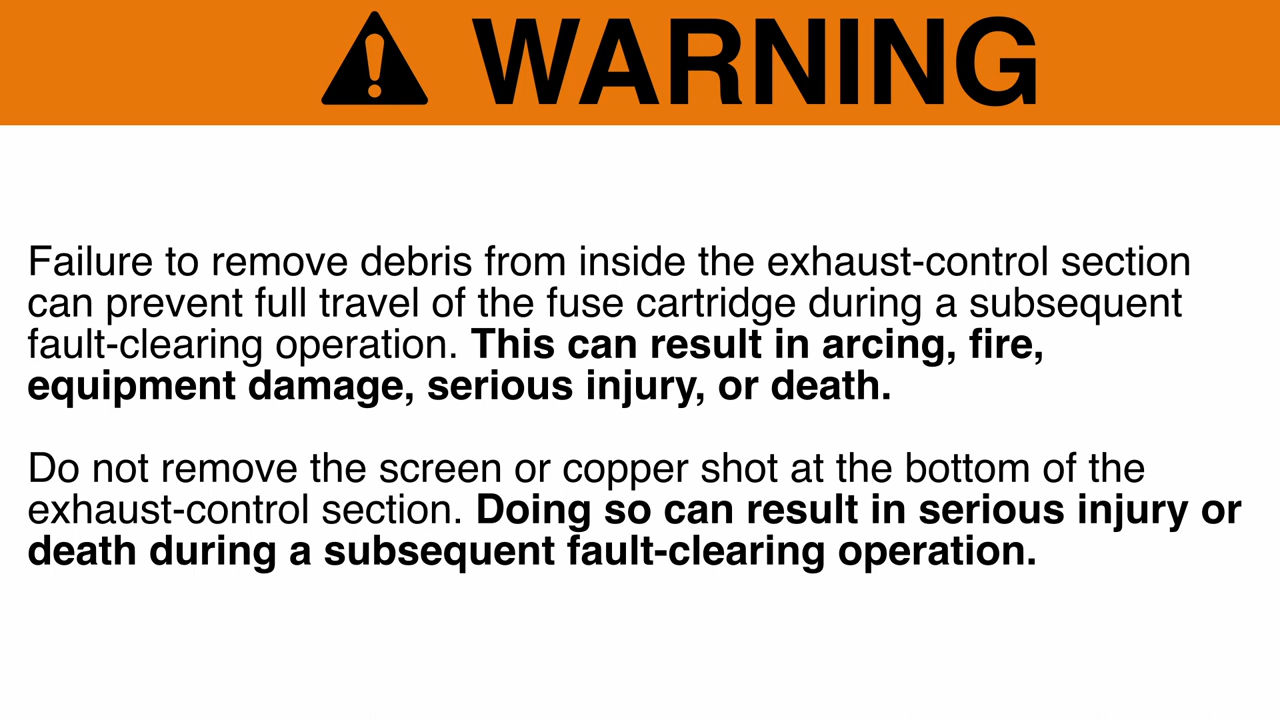 WARNING
Failure to remove debris from inside the exhaust-control section
can prevent full travel of the fuse cartridge during a subsequent
fault-clearing operation. This can result in arcing, fire,
equipment damage, serious injury, or death.
Do not remove the screen or copper shot at the bottom of the
exhaust-control section. Doing so can result in serious injury or
death during a subsequent fault-clearing operation.